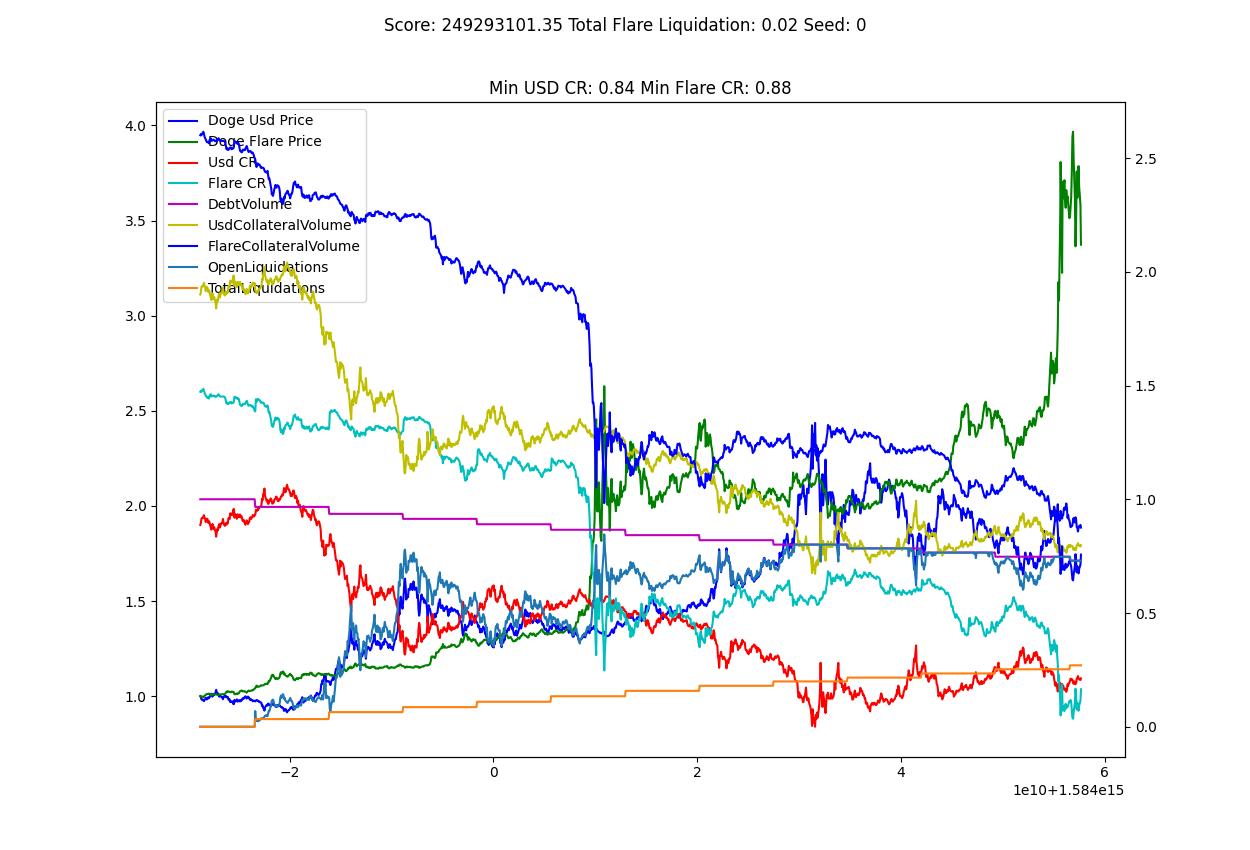 Score: 249293101.35 Total Flare Liquidation: 0.02 Seed: 0
Min USD CR: 0.84 Min Flare CR: 0.88
Doge Usd Price
Doge Flare Price
Usd CR
Flare CR
DebtVolume
UsdCollateralVolume
FlareCollateralVolume
OpenLiquidations
TotalLiquidations
4.0
3.5
3.0
2.5
2.0
1.5
1.0
2.5
2.0
1.5
1.0
0.5
0.0
−2
0
2
4
6
1e10+1.584e15